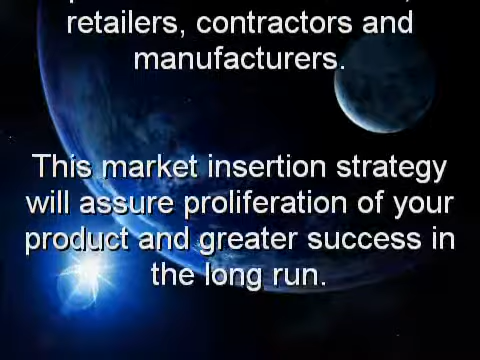 retailers, contractors and
manufacturers.
This market insertion strategy
will assure proliferation of your
product and greater success in
the long run.